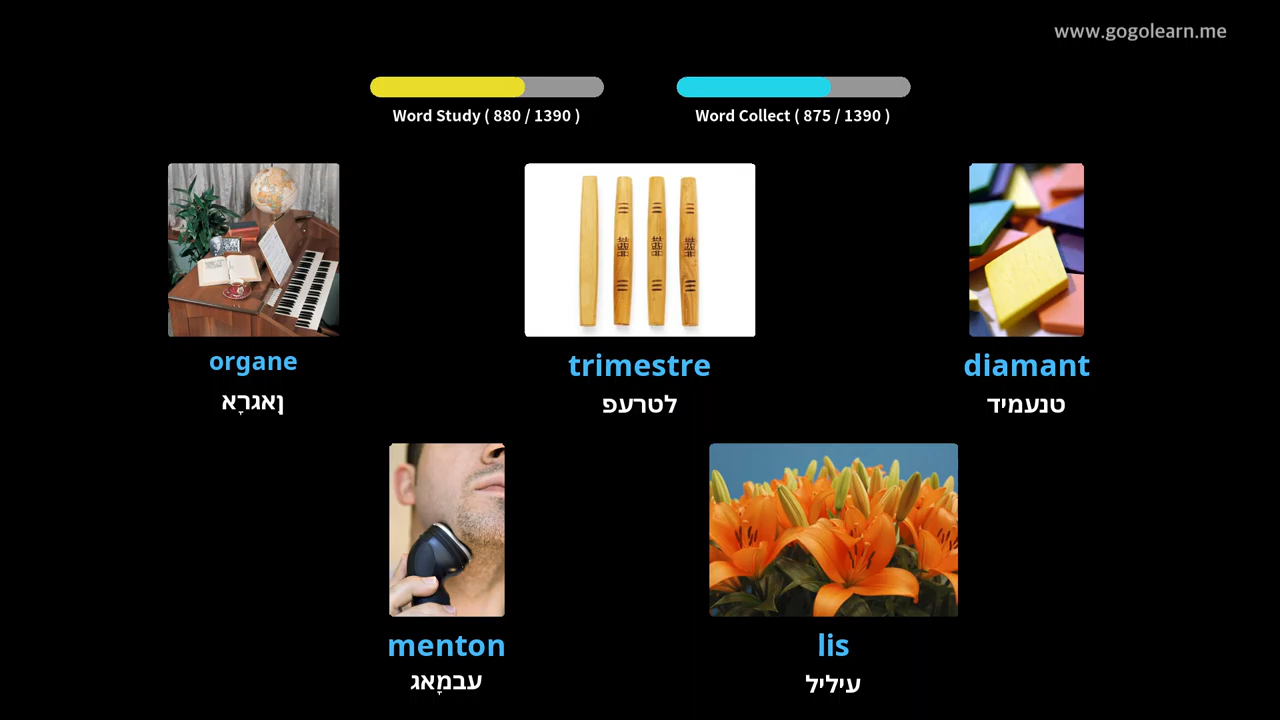 www.gogolearn.me
Word Study ( 880 / 1390 )
Word Collect ( 875 / 1390 )
organe
ןאגרָא
trimestre
לטרעפ
diamant
טנעמיד
menton
עבמָאג
lis
עיליל